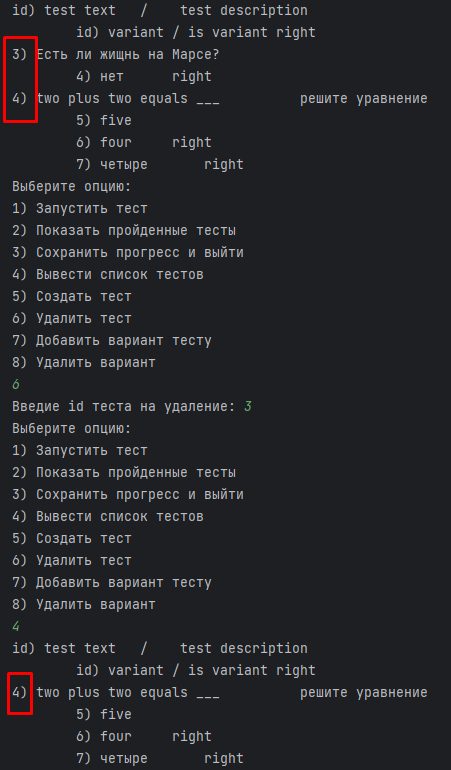 id) test text / test description
id) variant / is variant right
3) Есть ли жищнь на Марсе?
4) нет right
4) two plus two equals ___ решите уравнение
5) five
6) four right
7) четыре right
Выберите опцию:
1) Запустить тест
2) Показать пройденные тесты
3) Сохранить прогресс и выйти
4) Вывести список тестов
5) Создать тест
6) Удалить тест
7) Добавить вариант тесту
8) Удалить вариант
6
Введие id теста на удаление: 3
Выберите опцию:
1) Запустить тест
2) Показать пройденные тесты
3) Сохранить прогресс и выйти
4) Вывести список тестов
5) Создать тест
6) Удалить тест
7) Добавить вариант тесту
8) Удалить вариант
4
id) test text / test description
id) variant / is variant right
4) two plus two equals ___ решите уравнение
5) five
6) four right
7) четыре right